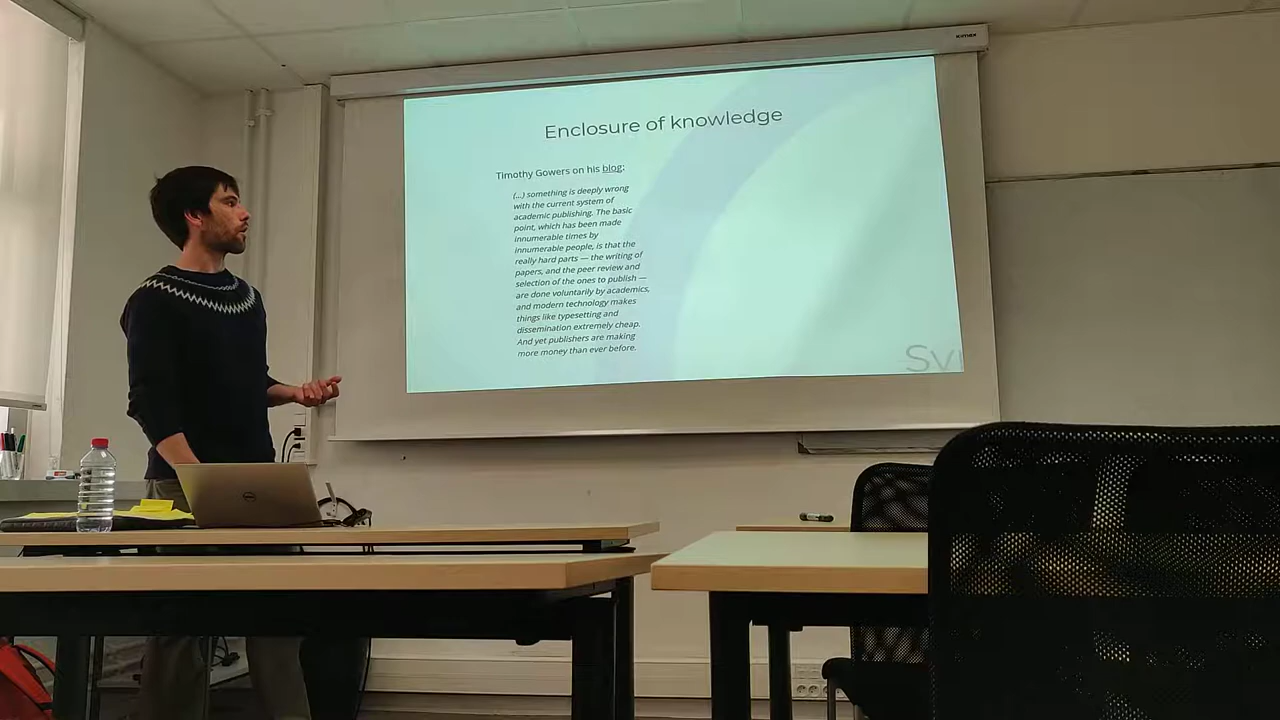 Enclosure of knowledge
Timothy Gowers on his blog:
(...) something is deeply wrong
with the current system of
academic publishing. The basic
point, which has been made
innumerable times by
innumerable people, is that the
really hard parts — the writing of
papers, and the peer review and
selection of the ones to publish —
are done voluntarily by academics,
and modern technology makes
things like typesetting and
dissemination extremely cheap.
And yet publishers are making
more money than ever before.
DELL